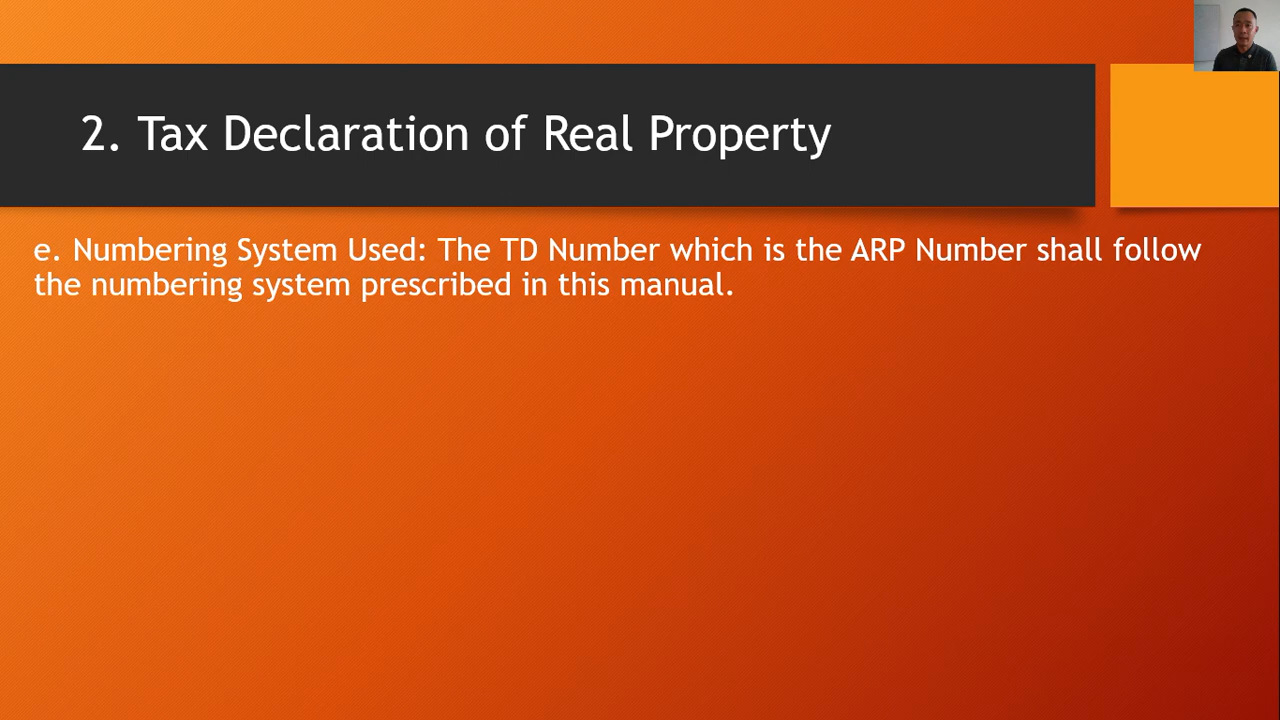 2. Tax Declaration of Real Property
e. Numbering System Used: The TD Number which is the ARP Number shall follow
the numbering system prescribed in this manual.